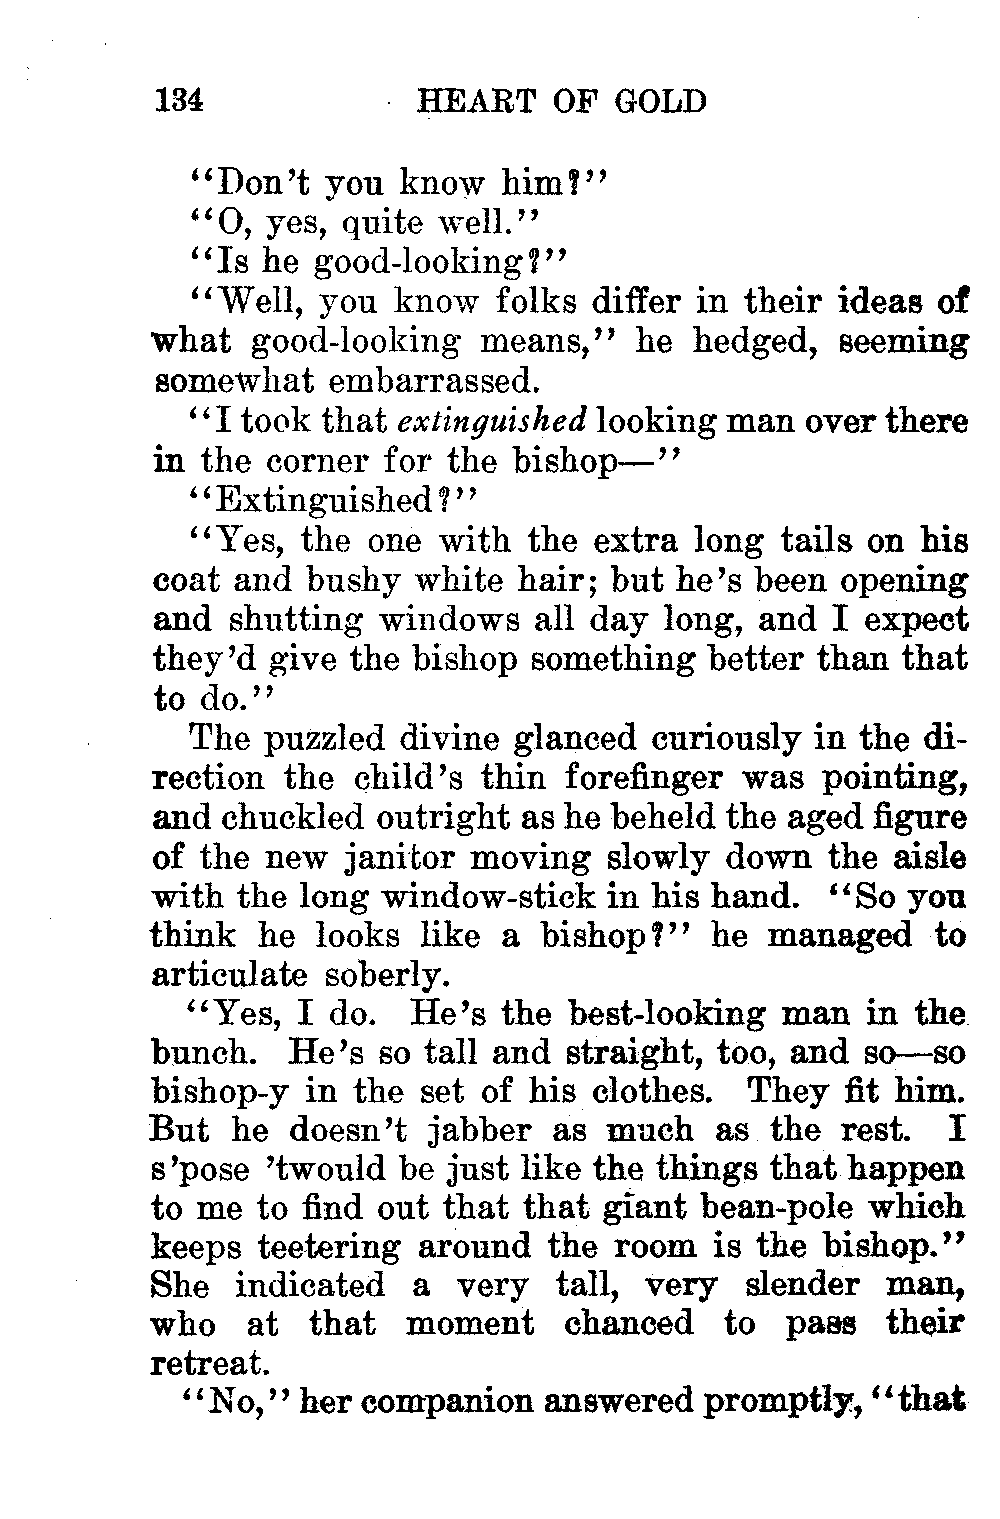 134 HEART OF GOLD
“Don’t you know him?”
“O, yes, quite well.”
“Is he good-looking?”
“Well, you know folks differ in their ideas of
what good-looking means,” he hedged, seeming
somewhat embarrassed.
“I took that extinguished looking man over there
in the corner for the bishop—”
“Extinguished?”
“Yes, the one with the extra long tails on his
coat and bushy white hair; but he’s been opening
and shutting windows all day long, and I expect
they’d give the bishop something better than that
to do.”
The puzzled divine glanced curiously in the di-
rection the child’s thin forefinger was pointing,
and chuckled outright as he beheld the aged figure
of the new janitor moving slowly down the aisle
with the long window-stick in his hand. “So you
think he looks like a bishop?” he managed to
articulate soberly.
“Yes, I do. He’s the best-looking man in the
bunch. He’s so tall and straight, too, and so—so
bishop-y in the set of his clothes. They fit him.
But he doesn’t jabber as much as the rest. I
s’pose ’twould be just like the things that happen
to me to find out that that giant bean-pole which
keeps teetering around the room is the bishop.”
She indicated a very tall, very slender man,
who at that moment chanced to pass their
retreat.
“No,” her companion answered promptly, “that